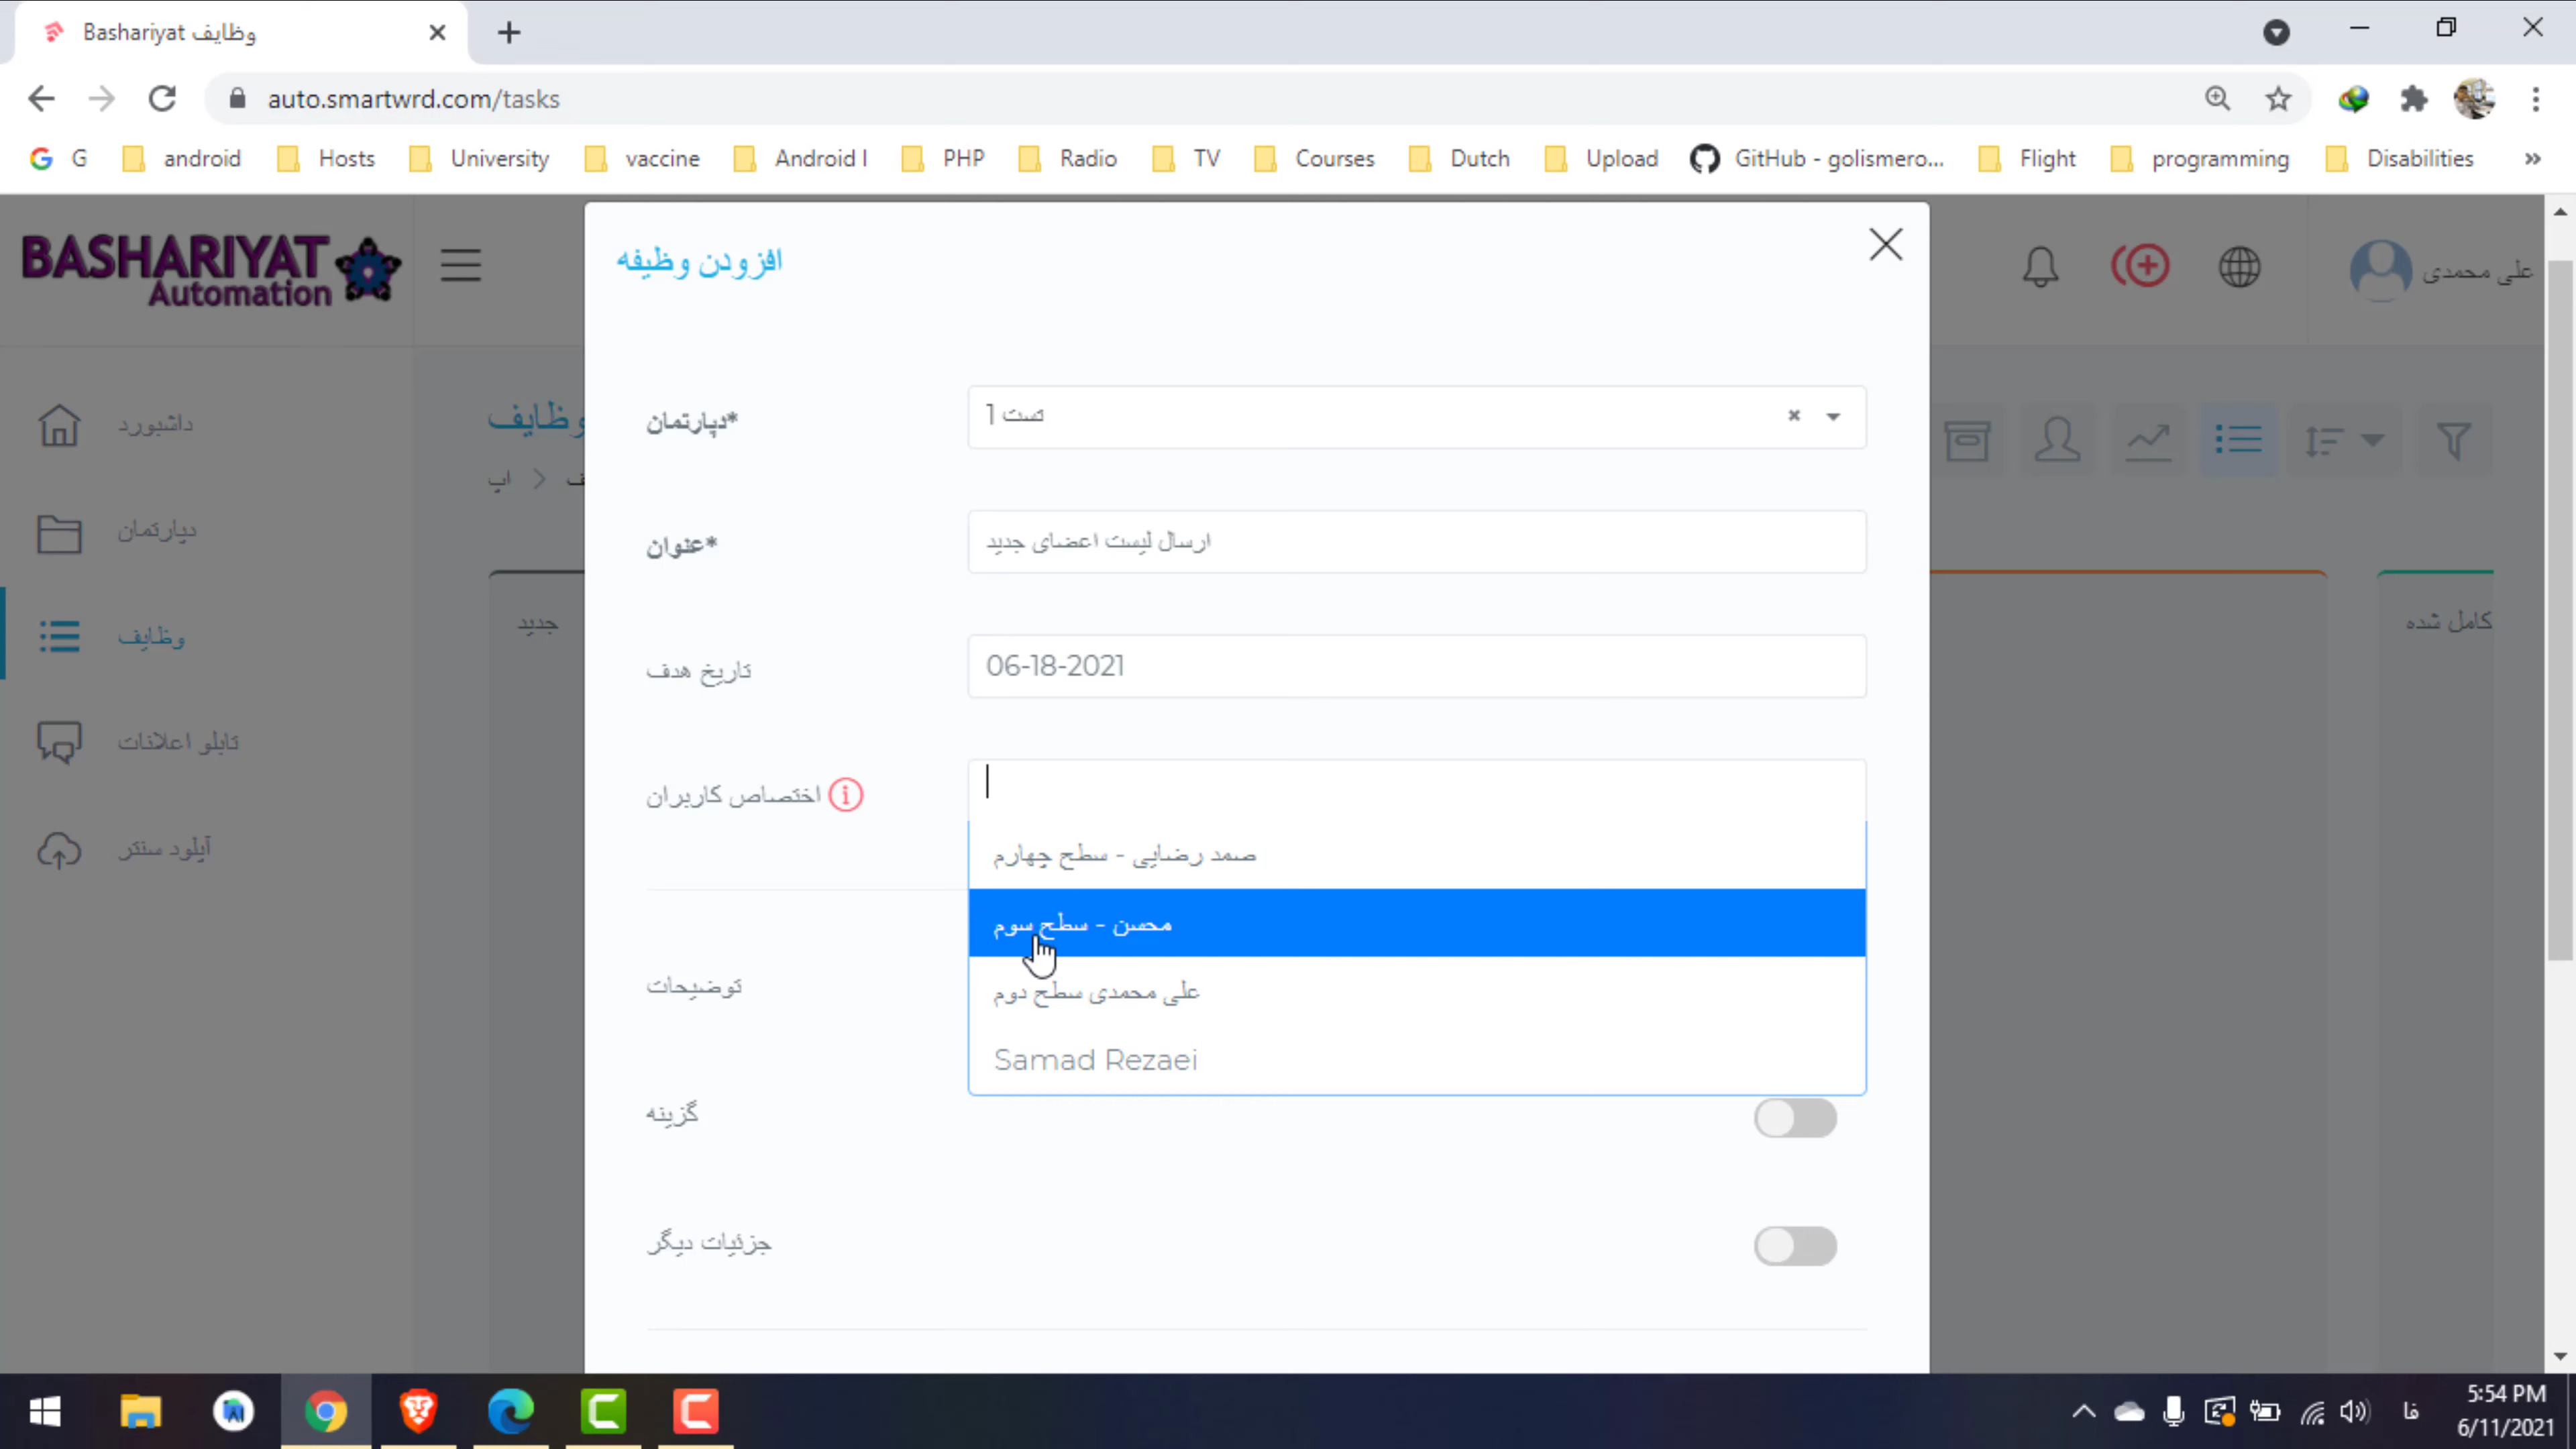 Bashariyat وظایف
auto.smartwrd.com/tasks
G
android
Hosts
University
vaccine
Android I
PHP
Radio
TV
Courses
Dutch
Upload
GitHub - golismero...
Flight
programming
Disabilities
»
BASHARIYAT
Automation
علی محمدی
افزودن وظیفه
داشبورد
دپارتمان
وظایف
تابلو اعلانات
آپلود سنتر
وظایف
اپ
جدید
کامل شده
*دپارتمان
تست 1
*عنوان
ارسال لیست اعضای جدید
تاریخ هدف
06-18-2021
اختصاص کاربران
صمد رضایی - سطح چهارم
محسن - سطح سوم
علی محمدی سطح دوم
Samad Rezaei
توضیحات
گزینه
جزئیات دیگر
فا
5:54 PM
6/11/2021